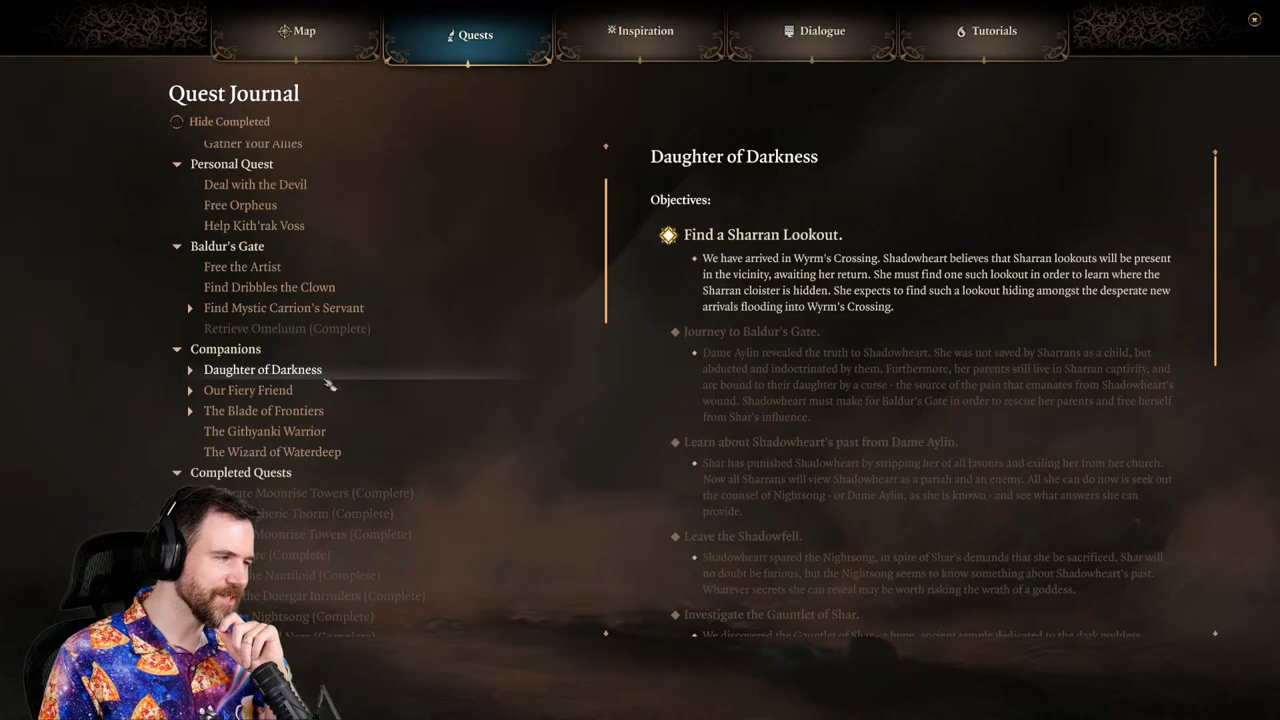 Map
Quests
Inspiration
Dialogue
Tutorials
Quest Journal
Hide Completed
Gather Your Allies
Personal Quest
Deal with the Devil
Free Orpheus
Help Kith'rak Voss
Baldur's Gate
Free the Artist
Find Dribbles the Clown
Find Mystic Carrion's Servant
Retrieve Omeluum (Complete)
Companions
Daughter of Darkness
Our Fiery Friend
The Blade of Frontiers
The Githyanki Warrior
The Wizard of Waterdeep
Completed Quests
Moonrise Towers (Complete)
Thorm (Complete)
Moonrise Towers (Complete)
(Complete)
the Nautiloid (Complete)
the Duergar Intruders (Complete)
Nightsong (Complete)
(Complete)
Daughter of Darkness
Objectives:
Find a Sharran Lookout.
We have arrived in Wyrm's Crossing. Shadowheart believes that Sharran lookouts will be present
in the vicinity, awaiting her return. She must find one such lookout in order to learn where the
Sharran cloister is hidden. She expects to find such a lookout hiding amongst the desperate new
arrivals flooding into Wyrm's Crossing.
Journey to Baldur's Gate.
Dame Aylin revealed the truth to Shadowheart. She was not saved by Sharrans as a child, but
abducted and indoctrinated by them. Furthermore, her parents still live in Sharran captivity, and
are bound to their daughter by a curse - the source of the pain that emanates from Shadowheart's
wound. Shadowheart must make for Baldur's Gate in order to rescue her parents and free herself
from Shar's influence.
Learn about Shadowheart's past from Dame Aylin.
Shar has punished Shadowheart by stripping her of all favours and exiling her from her church.
Now all Sharrans will view Shadowheart as a pariah and an enemy. All she can do now is seek out
the counsel of Nightsong - or Dame Aylin, as she is known - and see what answers she can
provide.
Leave the Shadowfell.
Shadowheart spared the Nightsong, in spite of Shar's demands that she be sacrificed. Shar will
no doubt be furious, but the Nightsong seems to know something about Shadowheart's past.
Whatever secrets she can reveal may be worth risking the wrath of a goddess.
Investigate the Gauntlet of Shar.
We discovered the Gauntlet of Shar - a huge, ancient temple dedicated to the dark goddess